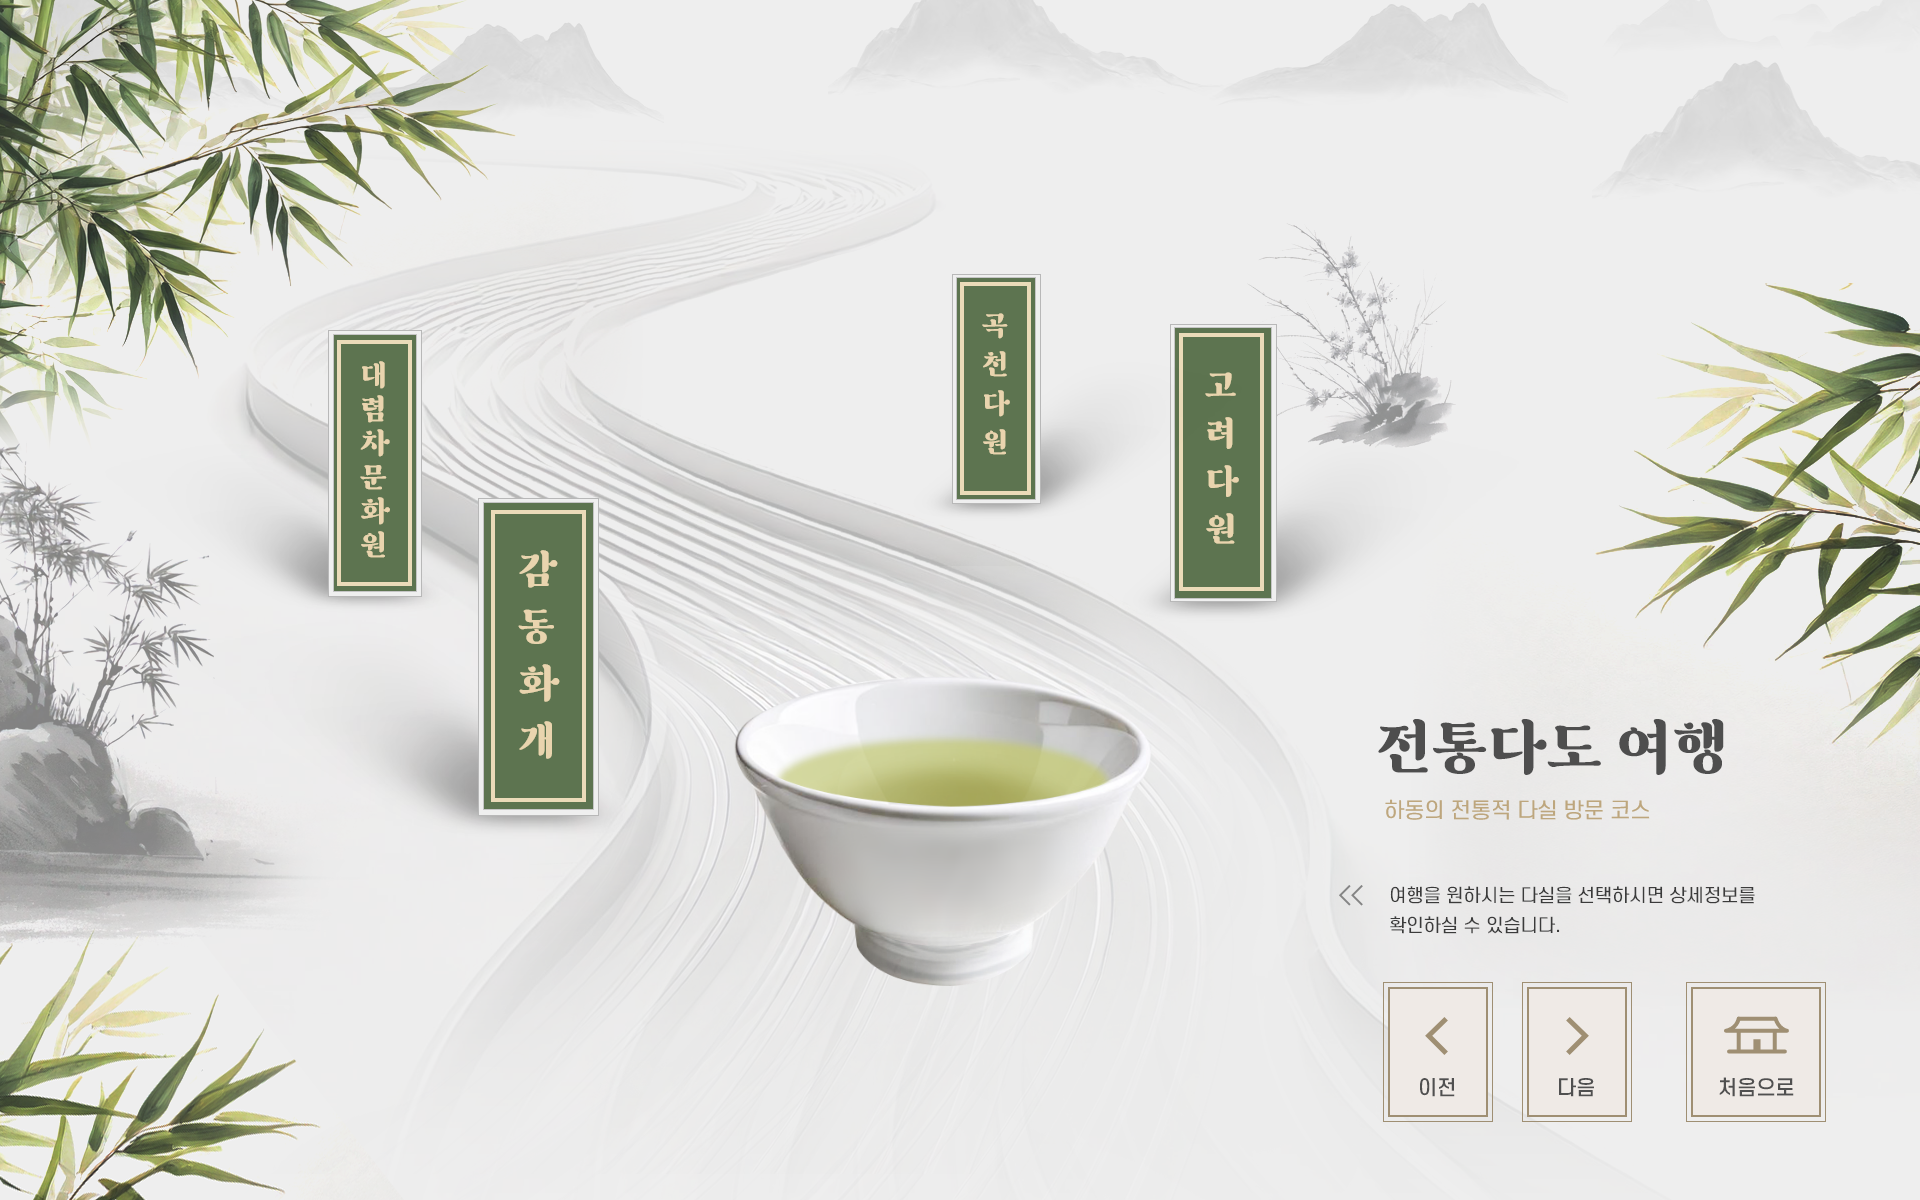 곡천다원
고려다원
대렴차문화원
감동화개
전통다도 여행
하동의 전통적 다실 방문 코스
여행을 원하시는 다실을 선택하시면 상세정보를
확인하실 수 있습니다.
이전
다음
처음으로